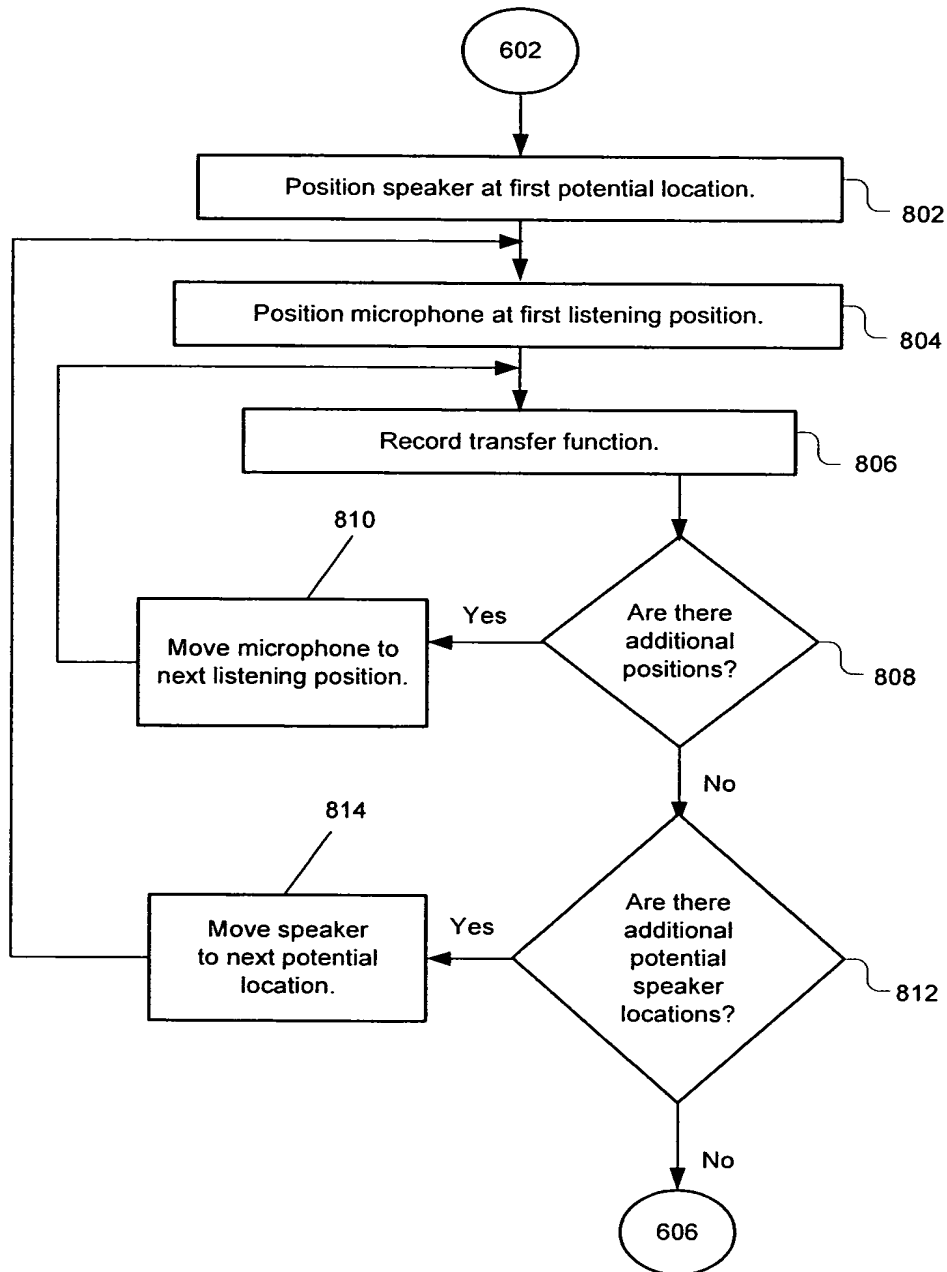 602
Position speaker at first potential location.
802
Position microphone at first listening position.
804
Record transfer function.
806
810
Yes
Are there
additional
positions?
808
Move microphone to
next listening position.
No
814
Yes
Are there
additional
potential
speaker
locations?
812
Move speaker
to next potential
location.
No
606